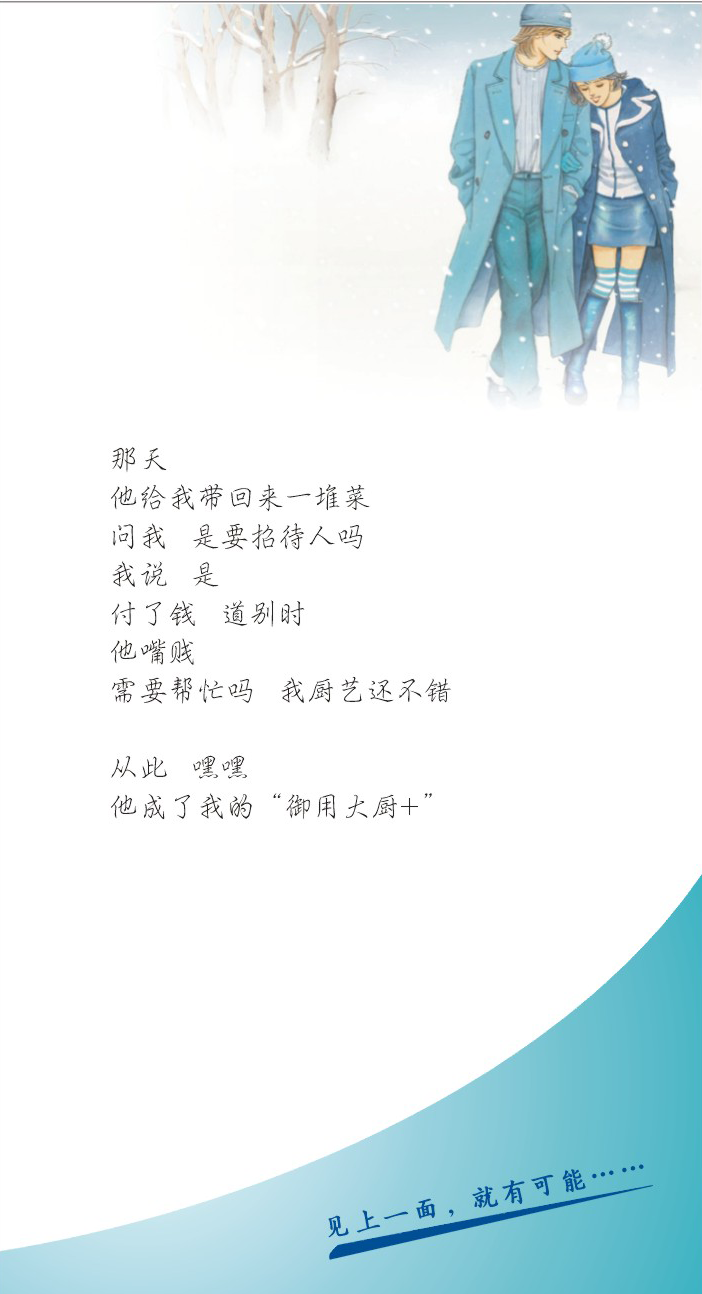 那天
他给我带回来一堆菜
问我 是要招待人吗
我说 是
付了钱 道别时
他嘴贱
需要帮忙吗 我厨艺还不错
从此 嘿嘿
他成了我的“御用大厨+”
见上一面，就有可能……